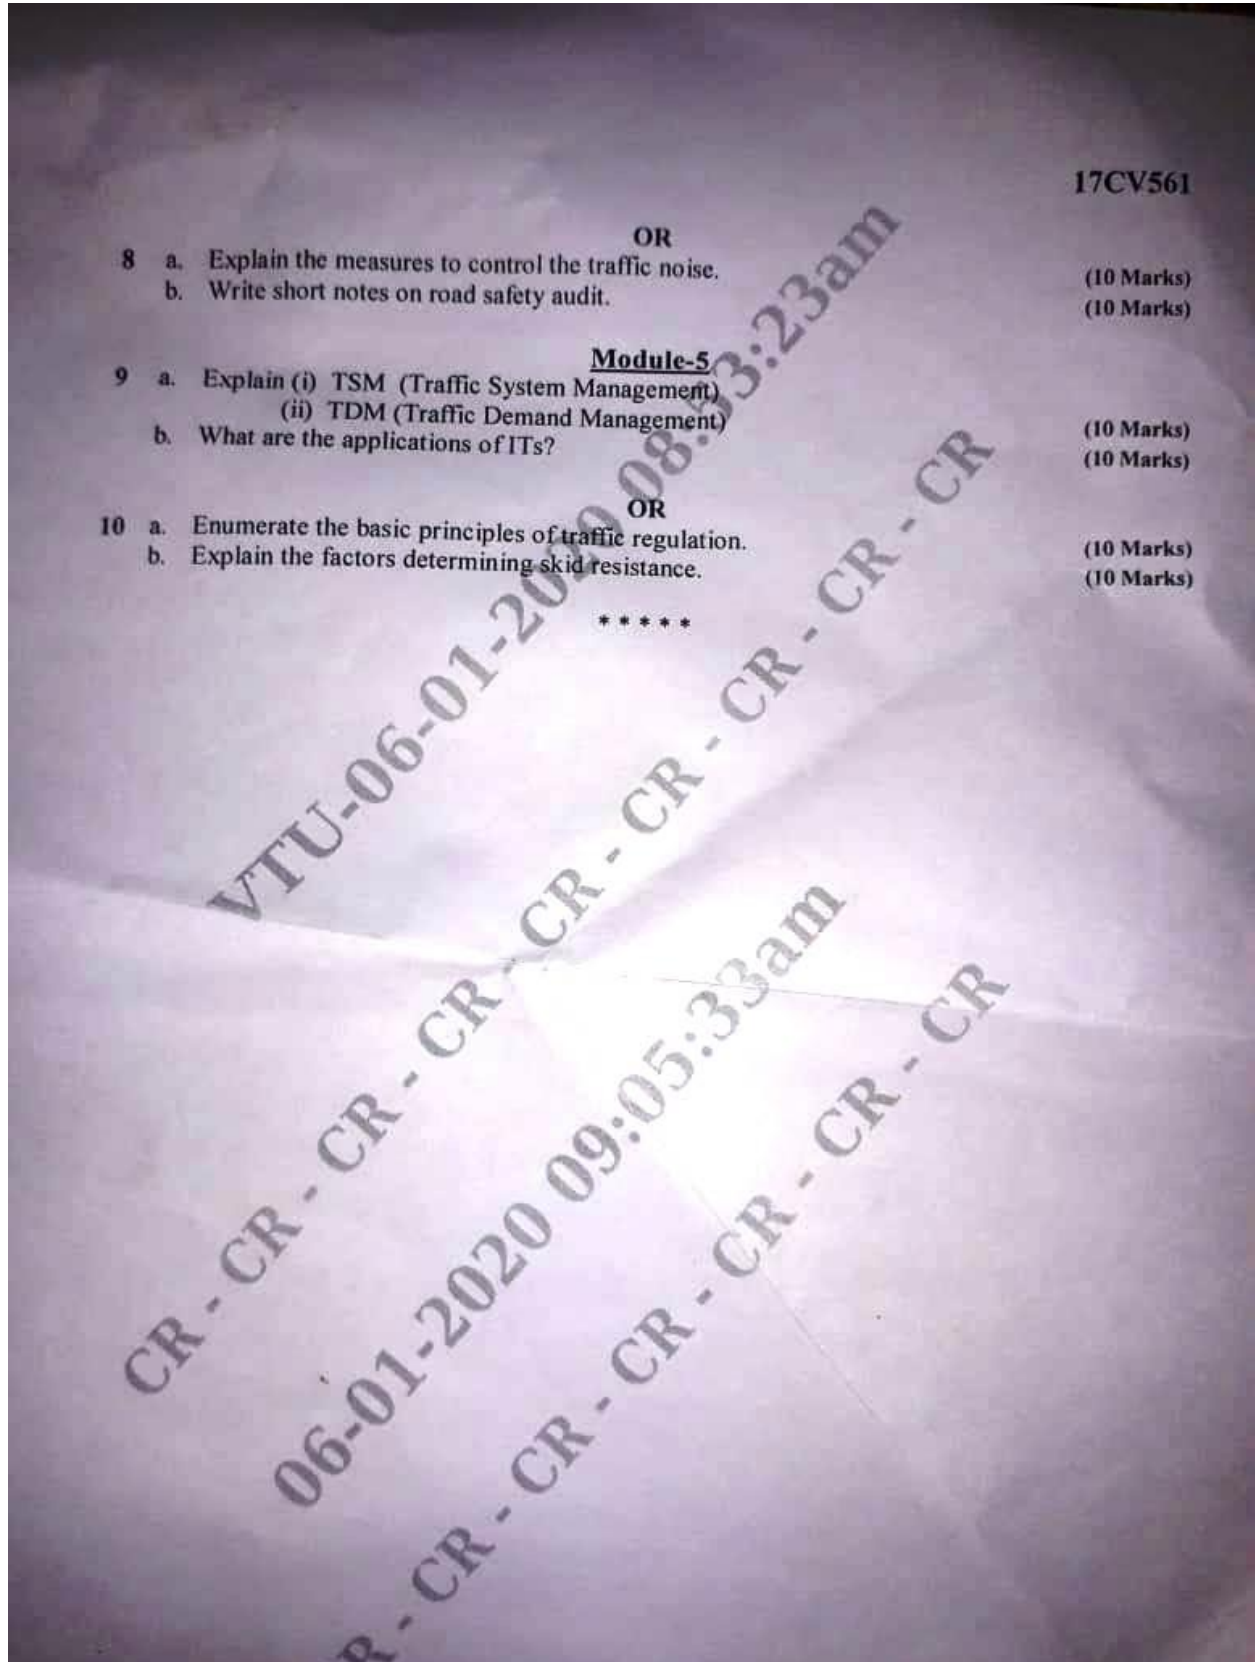 17CV561
OR
8 a. Explain the measures to control the traffic noise. (10 Marks)
b. Write short notes on road safety audit. (10 Marks)
Module-5
9 a. Explain (i) TSM (Traffic System Management)
(ii) TDM (Traffic Demand Management) (10 Marks)
b. What are the applications of ITs? (10 Marks)
OR
10 a. Enumerate the basic principles of traffic regulation. (10 Marks)
b. Explain the factors determining skid resistance. (10 Marks)
* * * * *
VTU-06-01-2020 08:53:23am
CR - CR - CR - CR - CR - CR - CR - CR - CR
06-01-2020 09:05:33am
R - CR - CR - CR - CR - CR - CR